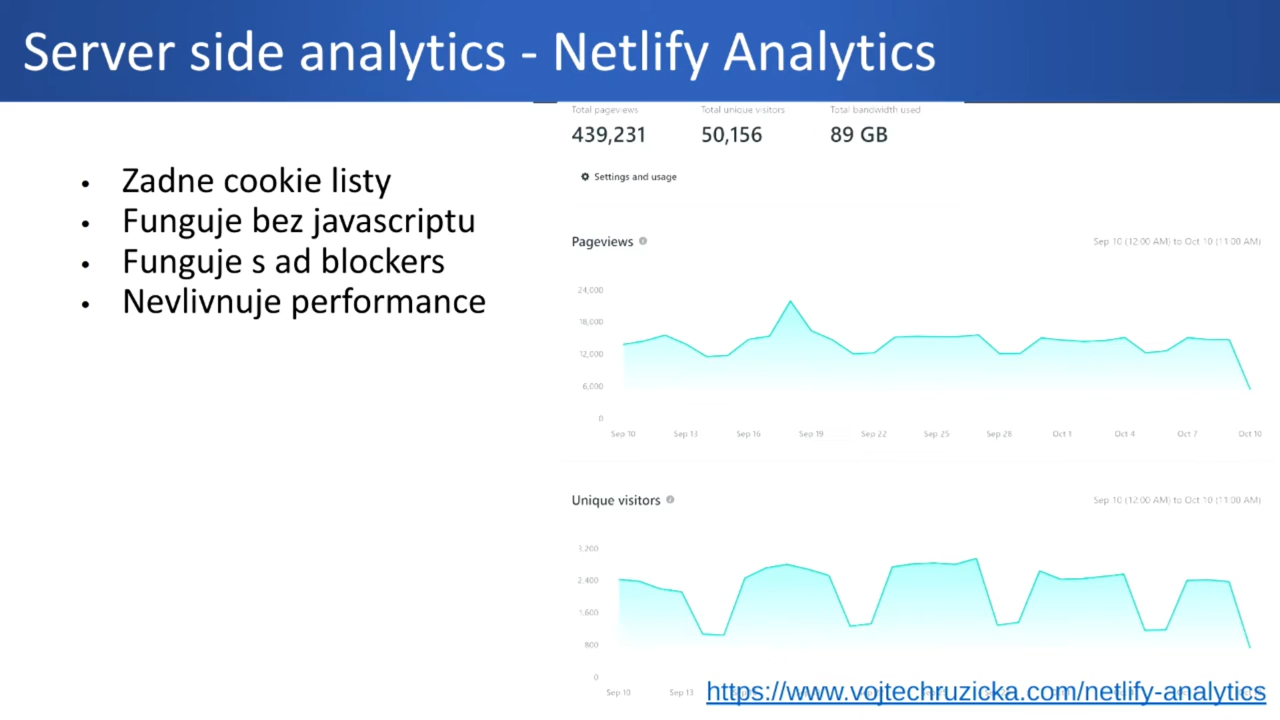 Server side analytics - Netlify Analytics
• Zadne cookie listy
• Funguje bez javascriptu
• Funguje s ad blockers
• Nevlivnuje performance
Total pageviews Total unique visitors Total bandwidth used
439,231 50,156 89 GB
Settings and usage
Pageviews Sep 10 (12:00 AM) to Oct 10 (11:00 AM)
24,000
18,000
12,000
6,000
0
Sep 10 Sep 13 Sep 16 Sep 19 Sep 22 Sep 25 Sep 28 Oct 1 Oct 4 Oct 7 Oct 10
Unique visitors Sep 10 (12:00 AM) to Oct 10 (11:00 AM)
3,200
2,400
1,600
800
0
Sep 10 Sep 13
https://www.vojtechruzicka.com/netlify-analytics